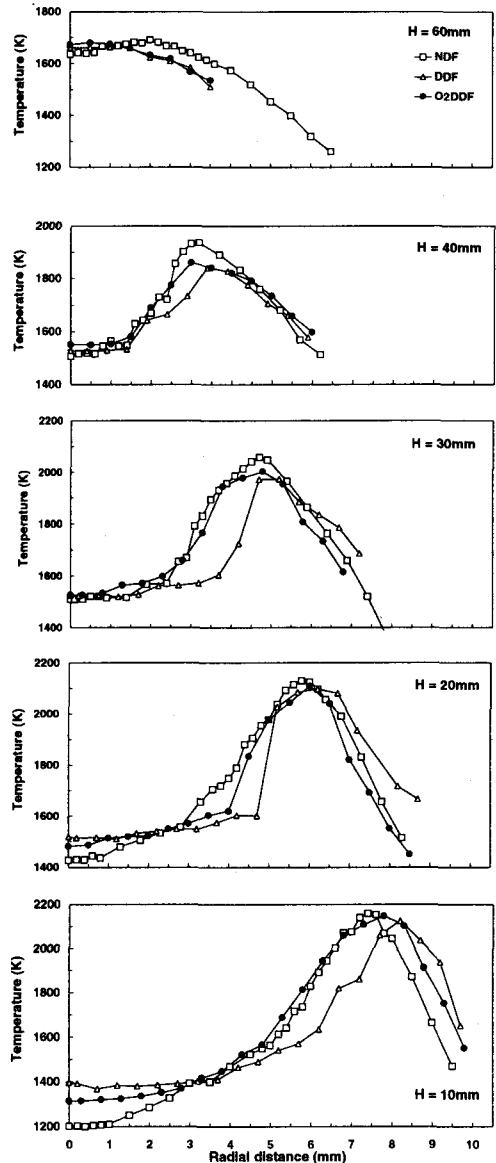 1800
H = 60mm
NDF
DDF
O2DDF
1600
1400
1200
Temperature (K)
2000
H = 40mm
1800
1600
1400
Temperature (K)
2200
H = 30mm
2000
1800
1600
1400
Temperature (K)
2200
H = 20mm
2000
1800
1600
1400
Temperature (K)
2200
2000
1800
1600
1400
1200
Temperature (K)
H = 10mm
0 1 2 3 4 5 6 7 8 9 10
Radial distance (mm)